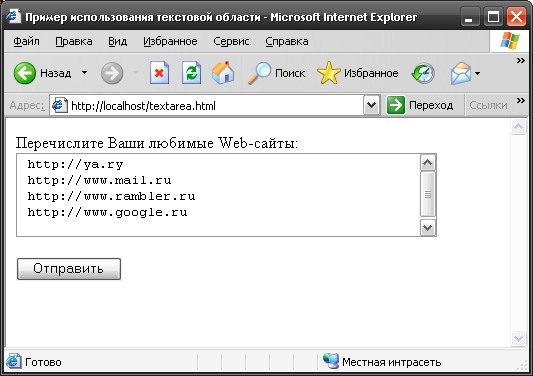 Пример использования текстовой области - Microsoft Internet Explorer
Файл Правка Вид Избранное Сервис Справка
Назад Поиск Избранное
Адрес: http://localhost/textarea.html Переход Ссылки
Перечислите Ваши любимые Web-сайты:
http://ya.ry
http://www.mail.ru
http://www.rambler.ru
http://www.google.ru
Отправить
Готово Местная интрасеть